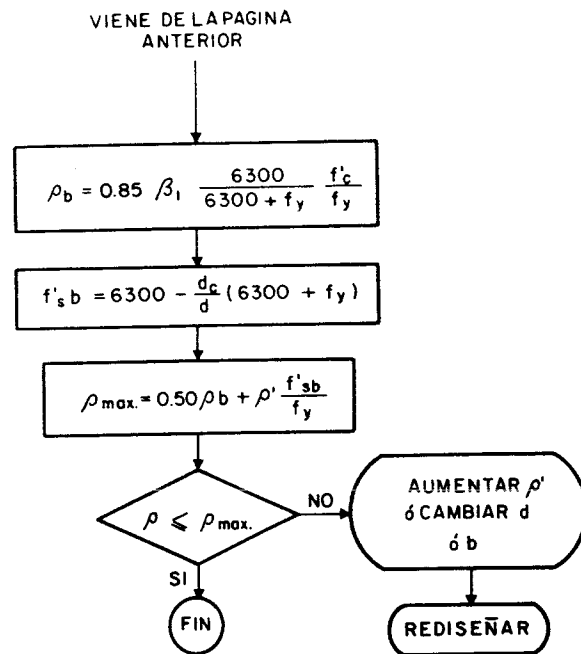 VIENE DE LA PAGINA
ANTERIOR
ρb = 0.85 β1 6300/(6300 + fy) f'c/fy
f's b = 6300 - dc/d (6300 + fy)
ρmax. = 0.50 ρb + ρ' f'sb/fy
ρ ⩽ ρmax.
NO
AUMENTAR ρ'
ó CAMBIAR d
ó b
SI
FIN
REDISEÑAR